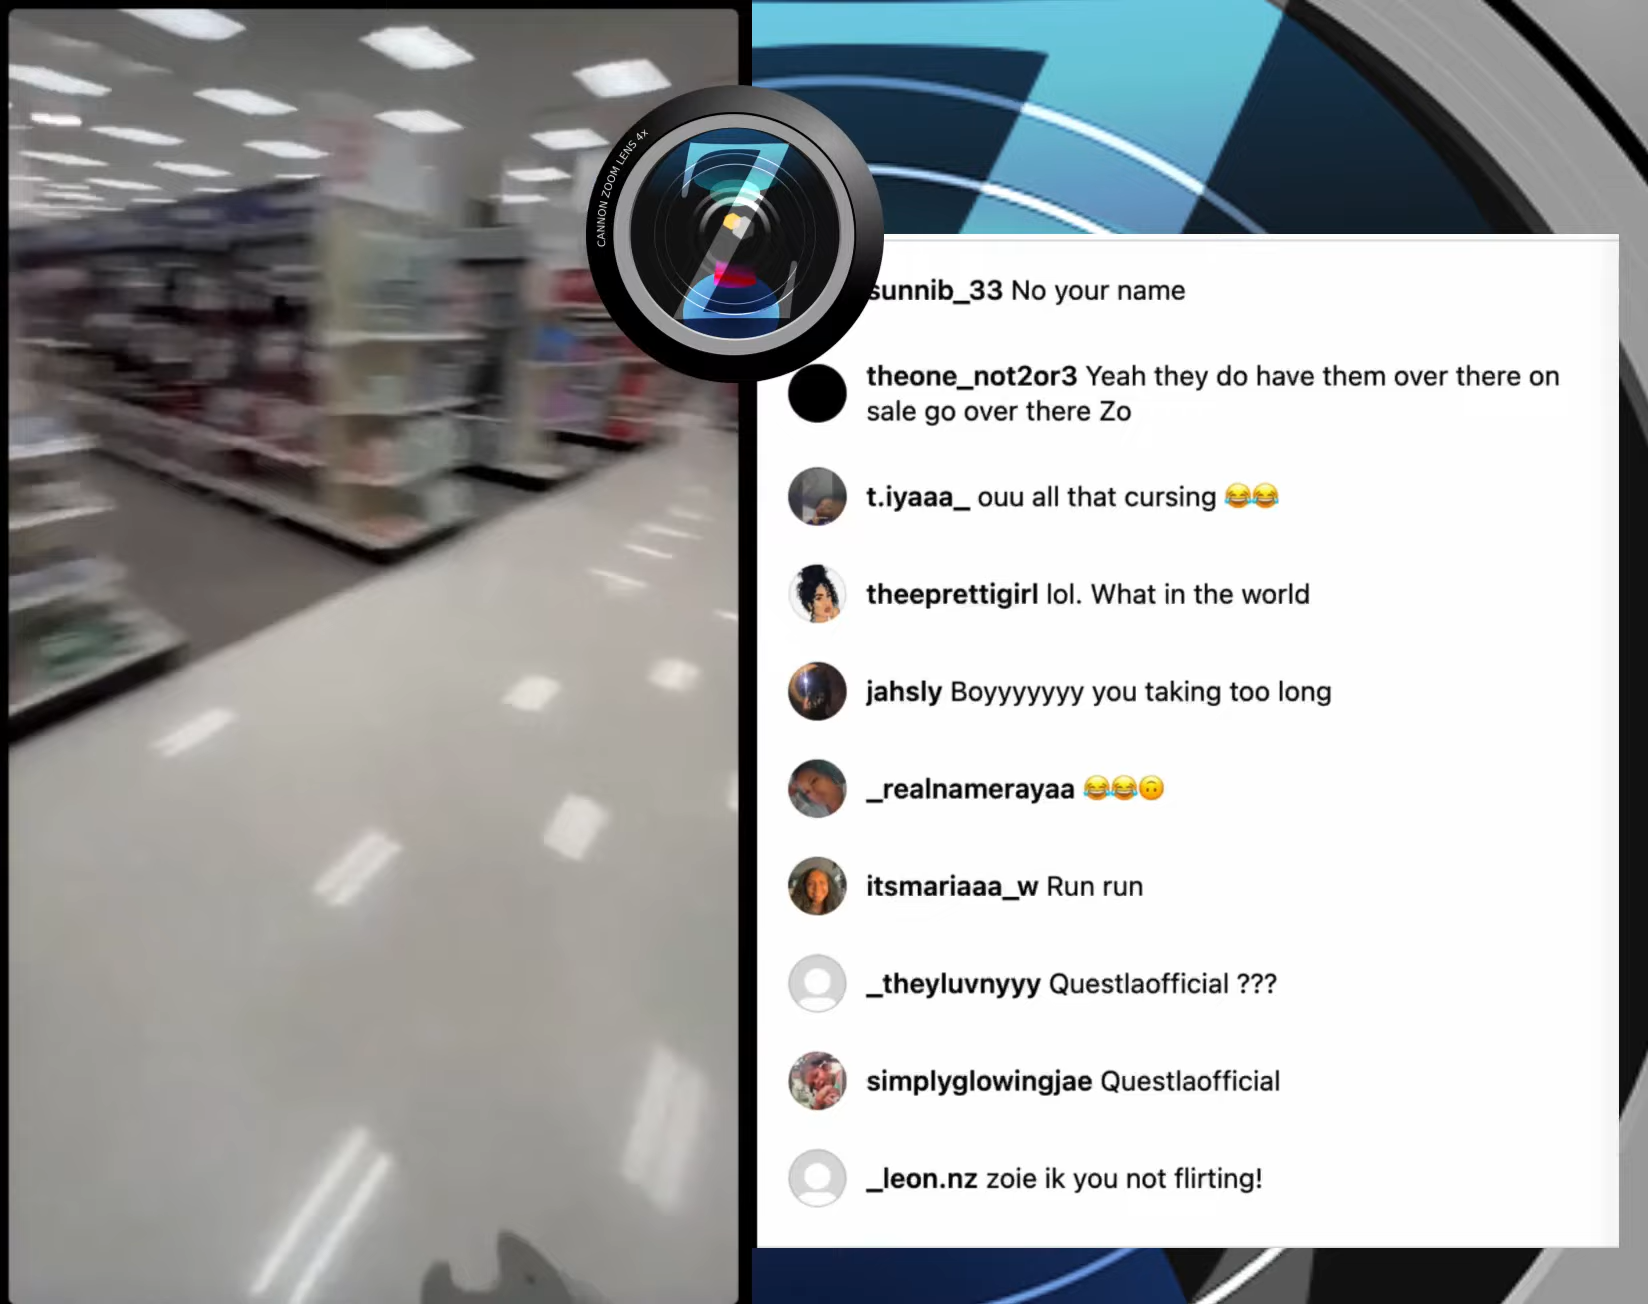 CANNON ZOOM LENS 4x
sunnib_33 No your name
theone_not2or3 Yeah they do have them over there on
sale go over there Zo
t.iyaaa_ ouu all that cursing 😂😂
theeprettigirl lol. What in the world
jahsly Boyyyyyyy you taking too long
_realnamerayaa 😂😂🙃
itsmariaaa_w Run run
_theyluvnyyy Questlaofficial ???
simplyglowingjae Questlaofficial
_leon.nz zoie ik you not flirting!